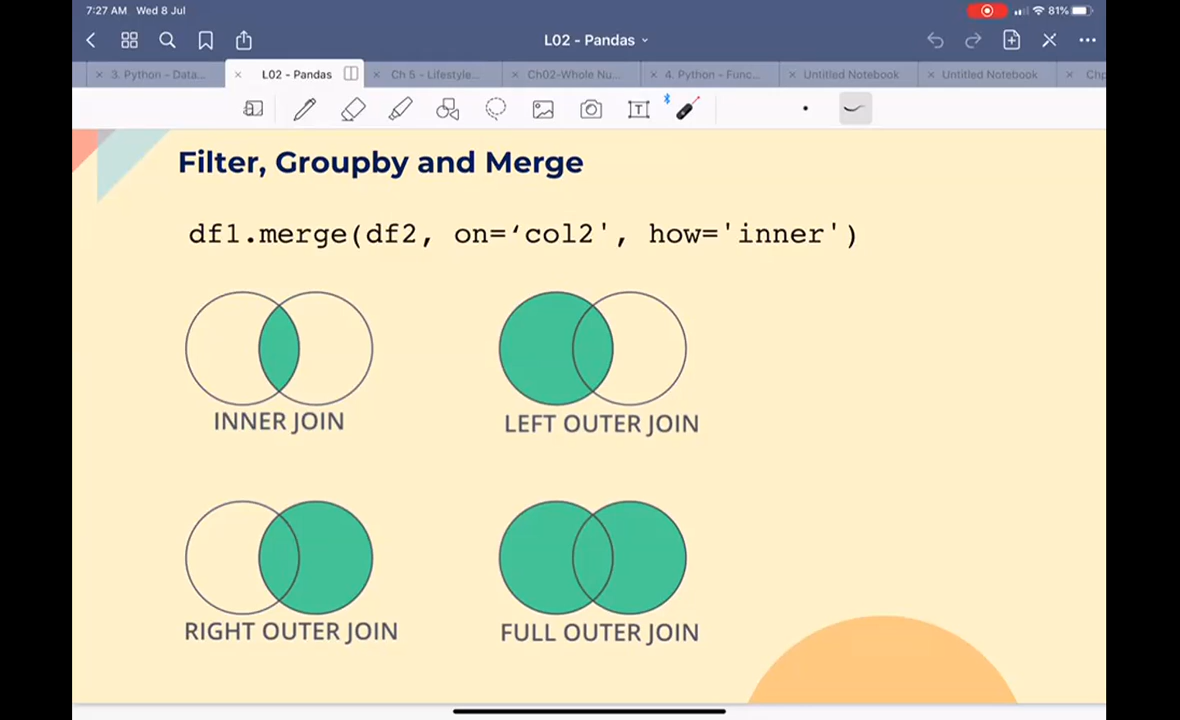 7:27 AM Wed 8 Jul
81%
L02 - Pandas
3. Python - Data...
L02 - Pandas
Ch 5 - Lifestyle...
Ch02-Whole Nu...
4. Python - Func...
Untitled Notebook
Untitled Notebook
Chp
T
Filter, Groupby and Merge
df1.merge(df2, on=‘col2', how='inner')
INNER JOIN
LEFT OUTER JOIN
RIGHT OUTER JOIN
FULL OUTER JOIN